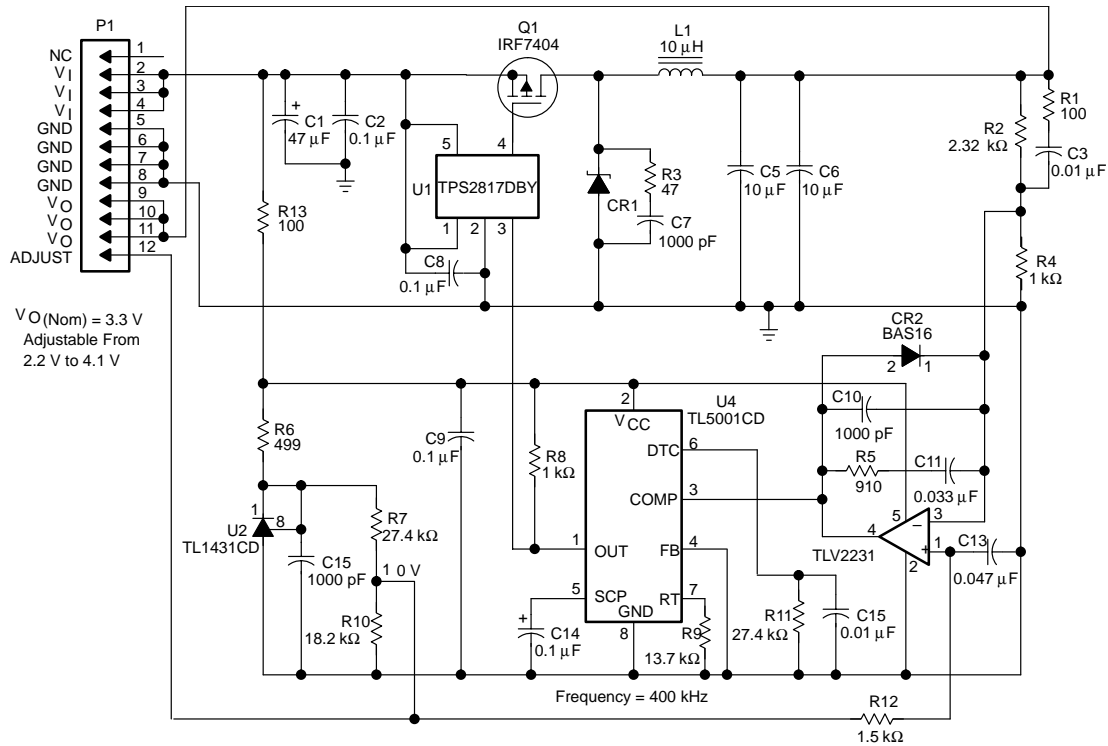 P1
NC 1
V I 2
V I 3
V I 4
GND 5
GND 6
GND 7
GND 8
V O 9
V O 10
V O 11
ADJUST 12
V O (Nom) = 3.3 V
Adjustable From
2.2 V to 4.1 V
Q1
IRF7404
L1
10 μH
+
C1
47 μF
C2
0.1 μF
R13
100
5
4
U1
TPS2817DBY
1
2
3
C8
0.1 μF
CR1
R3
47
C7
1000 pF
C5
10 μF
C6
10 μF
R2
2.32 kΩ
R1
100
C3
0.01 μF
R4
1 kΩ
CR2
BAS16
2
1
C10
1000 pF
R5
910
C11
0.033 μF
5
3
4
−
+
1
2
TLV2231
C13
0.047 μF
R6
499
C9
0.1 μF
R8
1 kΩ
U4
TL5001CD
2
V CC
DTC
6
COMP
3
OUT
1
FB
4
SCP
5
RT
7
GND
8
1
8
U2
TL1431CD
C15
1000 pF
R7
27.4 kΩ
1 0 V
R10
18.2 kΩ
+
C14
0.1 μF
R9
13.7 kΩ
R11
27.4 kΩ
C15
0.01 μF
Frequency = 400 kHz
R12
1.5 kΩ